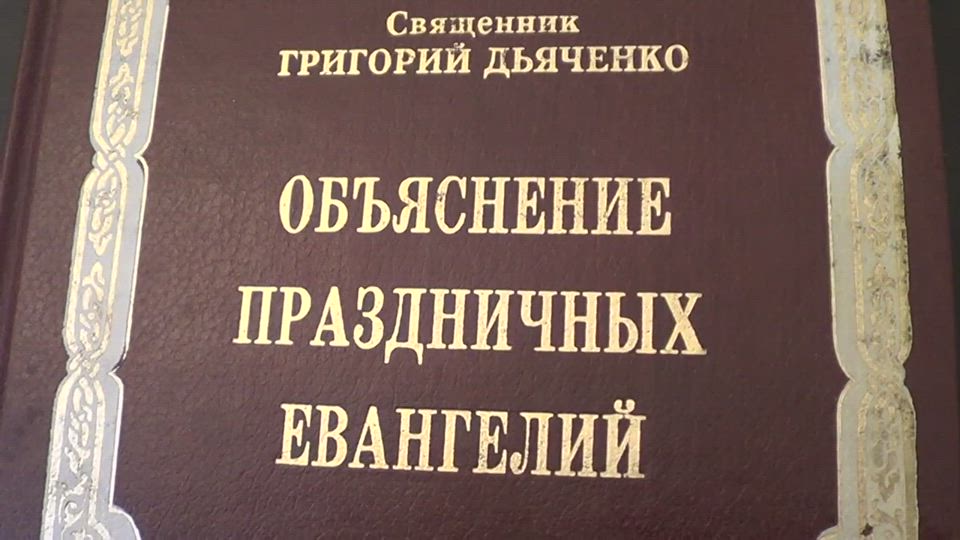 Священник
ГРИГОРИЙ ДЬЯЧЕНКО
ОБЪЯСНЕНИЕ
ПРАЗДНИЧНЫХ
ЕВАНГЕЛИЙ